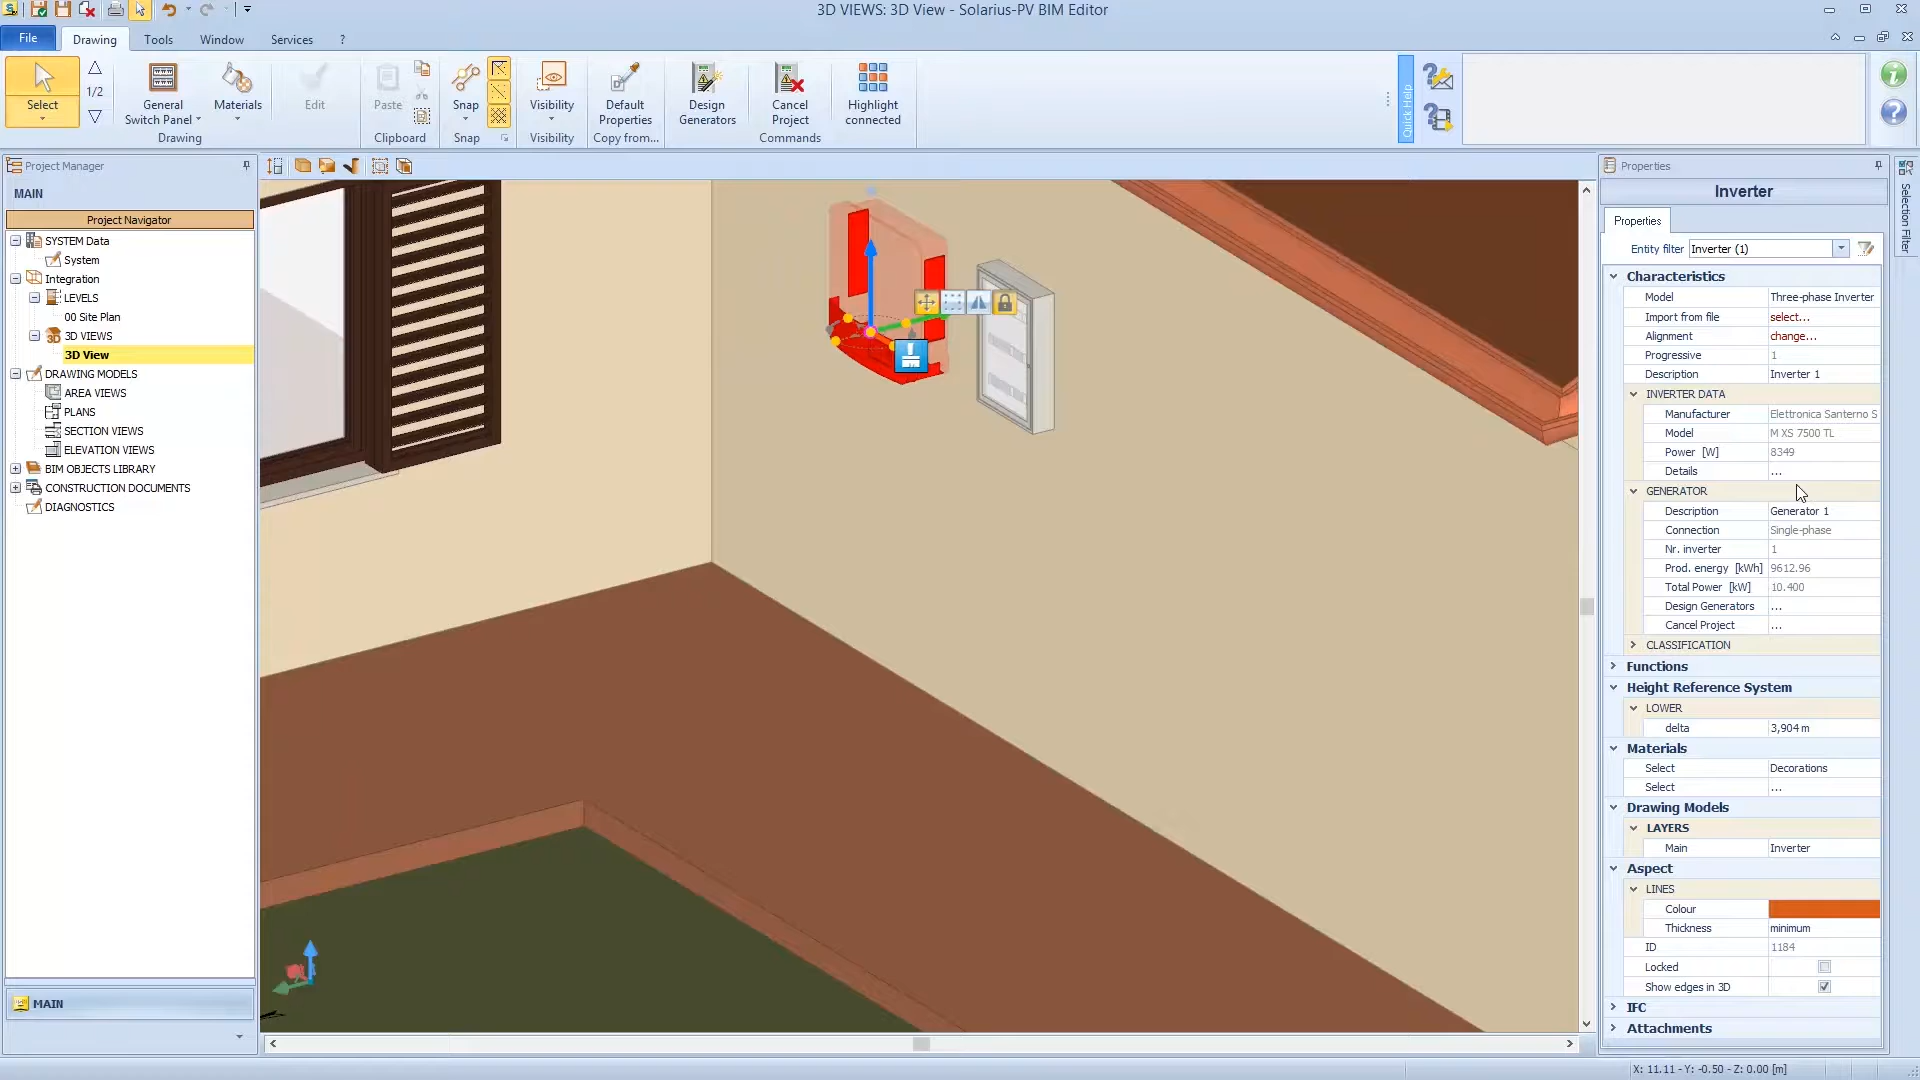 3D VIEWS: 3D View - Solarius-PV BIM Editor
File
Drawing
Tools
Window
Services
?
Select
1/2
General
Switch Panel
Materials
Edit
Drawing
Paste
Clipboard
Snap
Snap
Visibility
Visibility
Default
Properties
Copy from...
Design
Generators
Cancel
Project
Highlight
connected
Commands
Quick Help
Project Manager
MAIN
Project Navigator
SYSTEM Data
System
Integration
LEVELS
00 Site Plan
3D VIEWS
3D View
DRAWING MODELS
AREA VIEWS
PLANS
SECTION VIEWS
ELEVATION VIEWS
BIM OBJECTS LIBRARY
CONSTRUCTION DOCUMENTS
DIAGNOSTICS
MAIN
Properties
Inverter
Properties
Selection Filter
Entity filter Inverter (1)
Characteristics
Model Three-phase Inverter
Import from file select...
Alignment change...
Progressive 1
Description Inverter 1
INVERTER DATA
Manufacturer Elettronica Santerno S
Model M XS 7500 TL
Power [W] 8349
Details ...
GENERATOR
Description Generator 1
Connection Single-phase
Nr. inverter 1
Prod. energy [kWh] 9612.96
Total Power [kW] 10.400
Design Generators ...
Cancel Project ...
CLASSIFICATION
Functions
Height Reference System
LOWER
delta 3,904 m
Materials
Select Decorations
Select ...
Drawing Models
LAYERS
Main Inverter
Aspect
LINES
Colour
Thickness minimum
ID 1184
Locked
Show edges in 3D
IFC
Attachments
X: 11.11 - Y: -0.50 - Z: 0.00 [m]